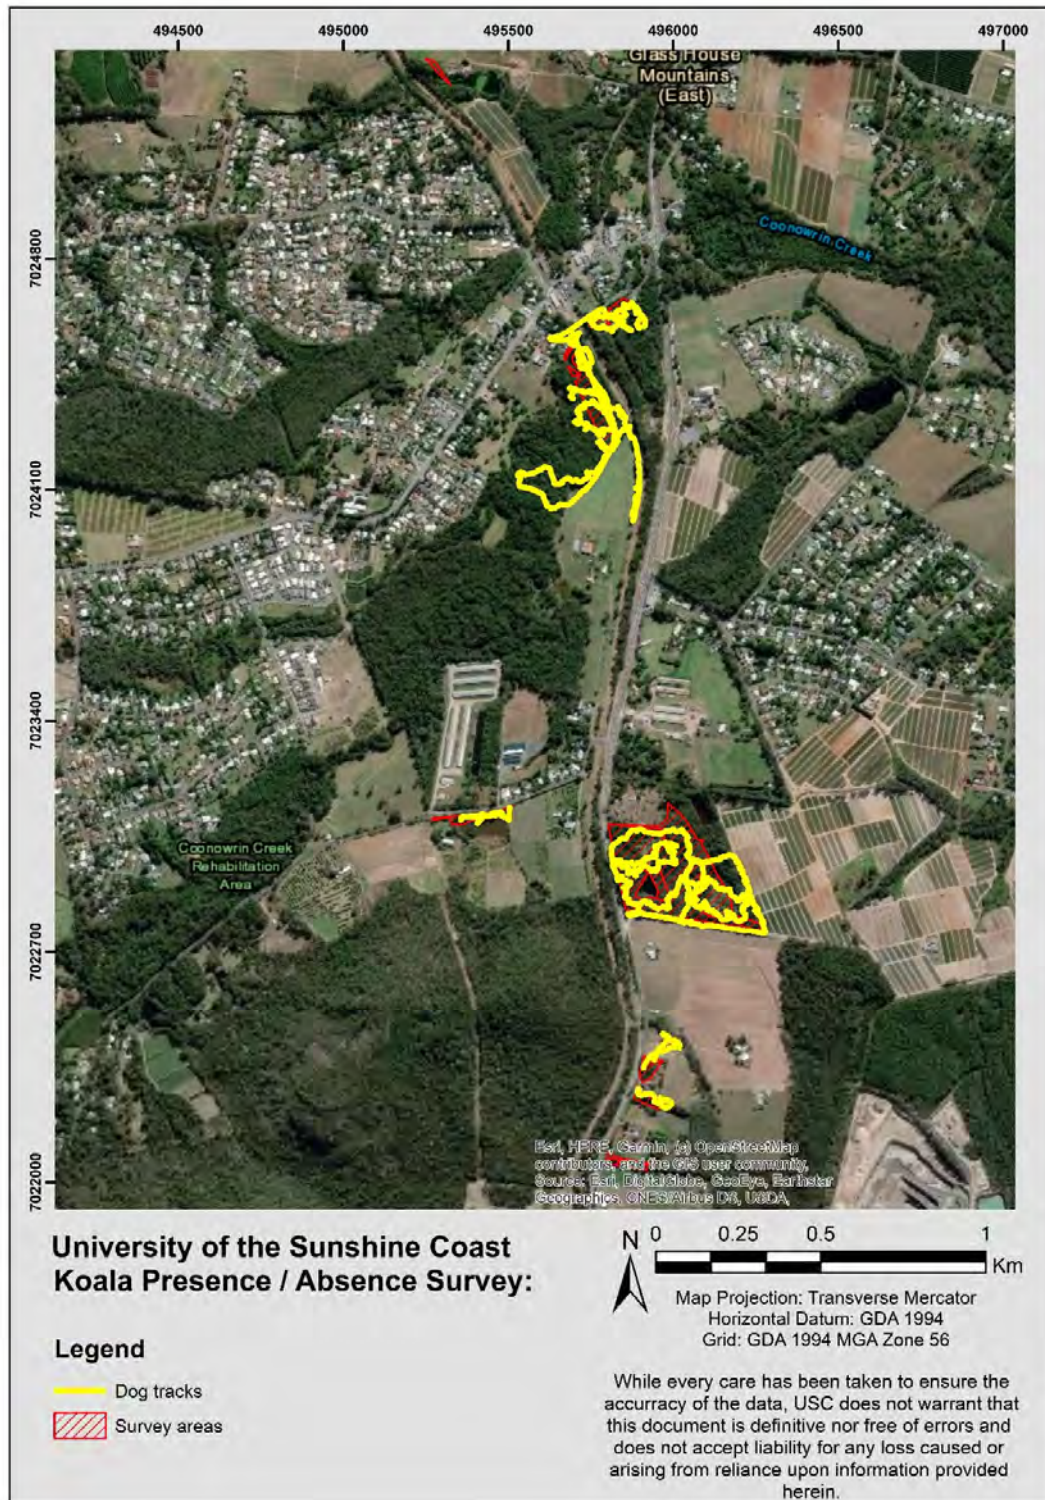 494500 495000 495500 496000 496500 497000
Glass House
Mountains
(East)
Coonowrin Creek
7024800
7024100
7023400
Coonowrin Creek
Rehabilitation
Area
7022700
7022000
Esri, HERE, Garmin, (c) OpenStreetMap
contributors, and the GIS user community,
Source: Esri, DigitalGlobe, GeoEye, Earthstar
Geographics, CNES/Airbus DS, USDA,
University of the Sunshine Coast
Koala Presence / Absence Survey:
N
0 0.25 0.5 1
Km
Map Projection: Transverse Mercator
Horizontal Datum: GDA 1994
Grid: GDA 1994 MGA Zone 56
Legend
Dog tracks
Survey areas
While every care has been taken to ensure the
accurracy of the data, USC does not warrant that
this document is definitive nor free of errors and
does not accept liability for any loss caused or
arising from reliance upon information provided
herein.